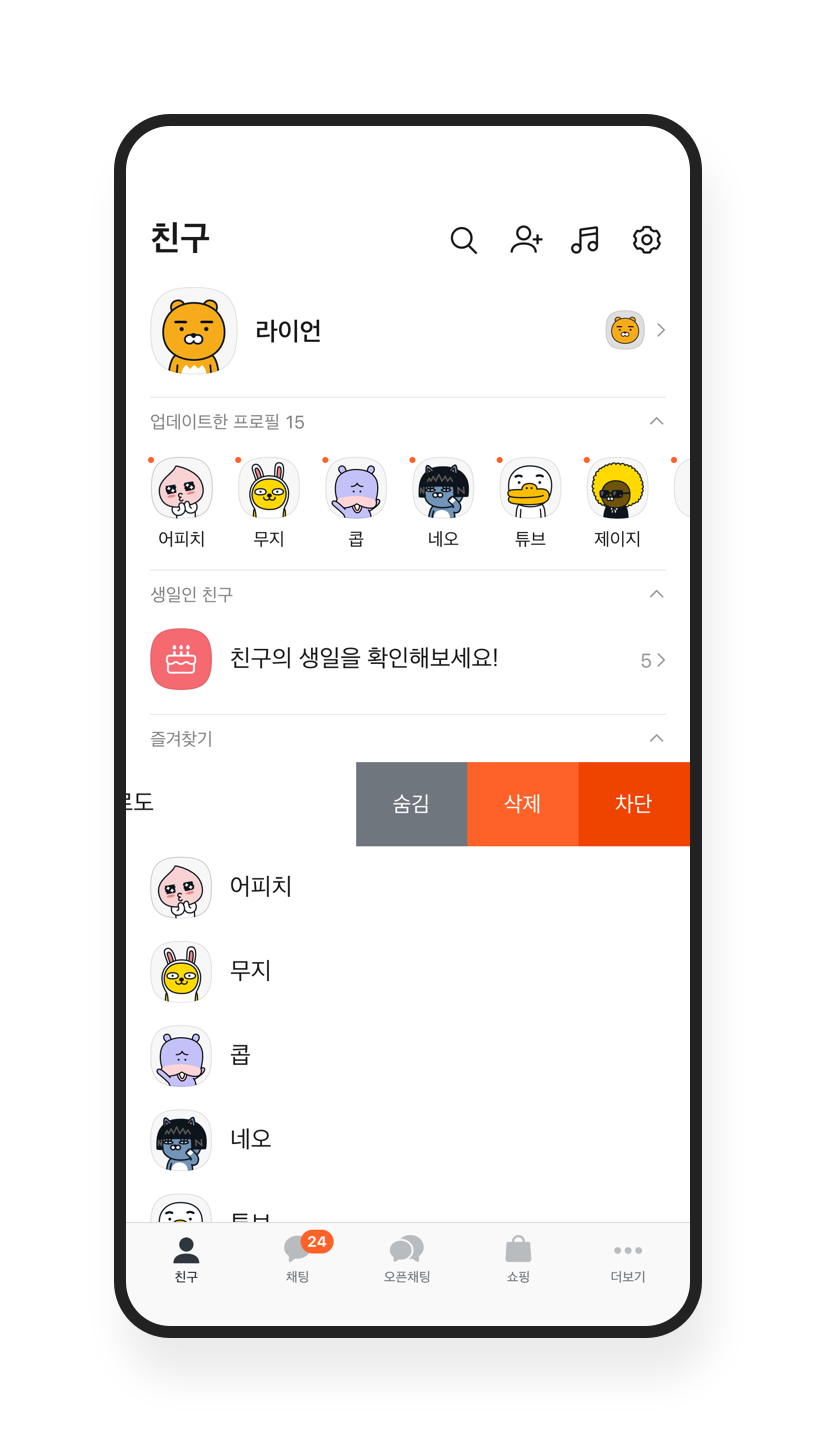 친구
라이언
업데이트한 프로필 15
어피치 무지 콥 네오 튜브 제이지
생일인 친구
친구의 생일을 확인해보세요!
5
즐겨찾기
숨김 삭제 차단
어피치
무지
콥
네오
24
친구 채팅 오픈채팅 쇼핑 더보기